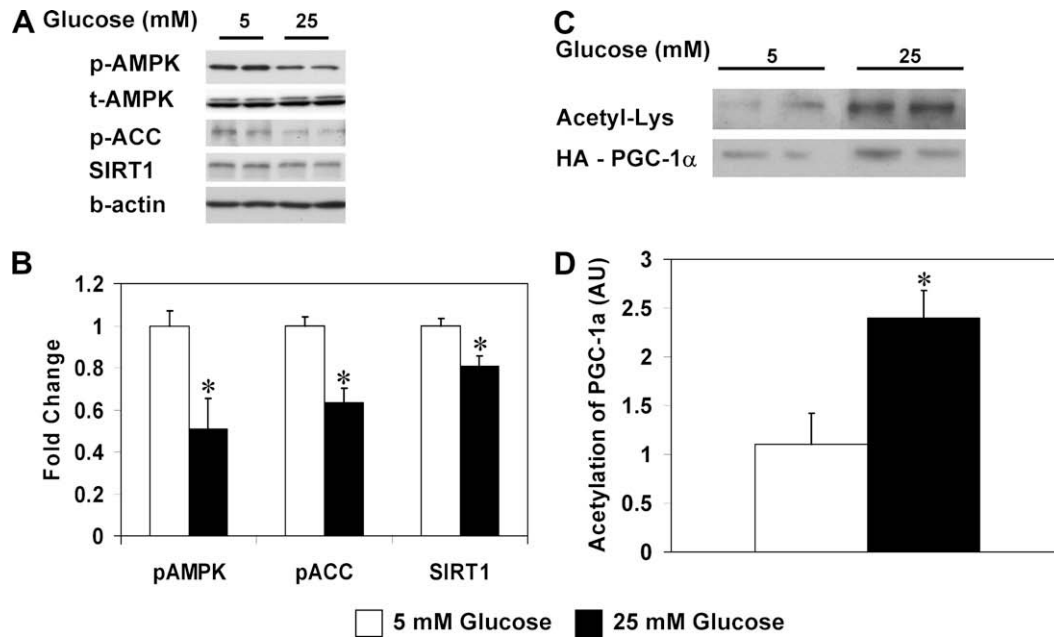 A
Glucose (mM)
5
25
p-AMPK
t-AMPK
p-ACC
SIRT1
b-actin
C
Glucose (mM)
5
25
Acetyl-Lys
HA - PGC-1α
B
Fold Change
1.2
1
0.8
0.6
0.4
0.2
0
*
*
*
pAMPK
pACC
SIRT1
D
Acetylation of PGC-1a (AU)
3
2.5
2
1.5
1
0.5
0
*
5 mM Glucose
25 mM Glucose